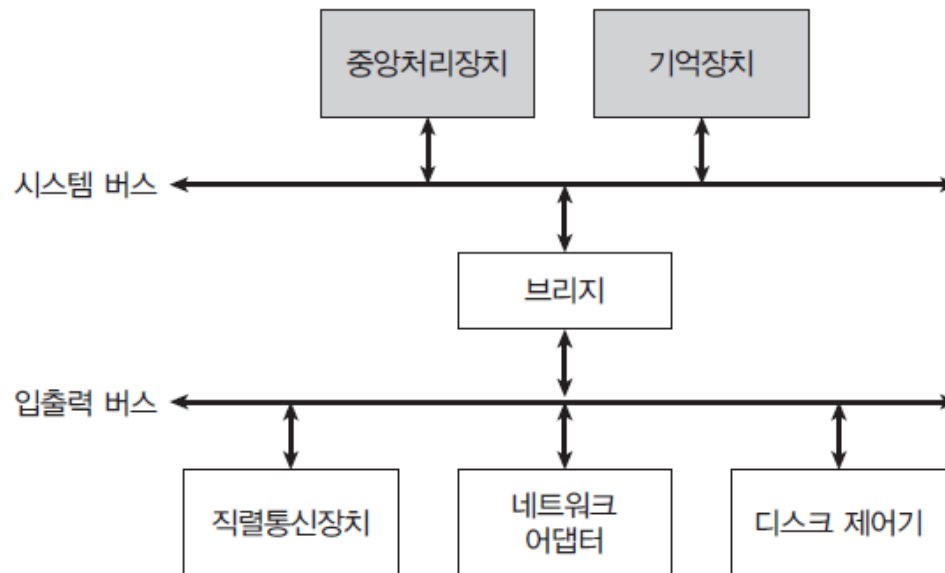 중앙처리장치
기억장치
시스템 버스
브리지
입출력 버스
직렬통신장치
네트워크
어댑터
디스크 제어기